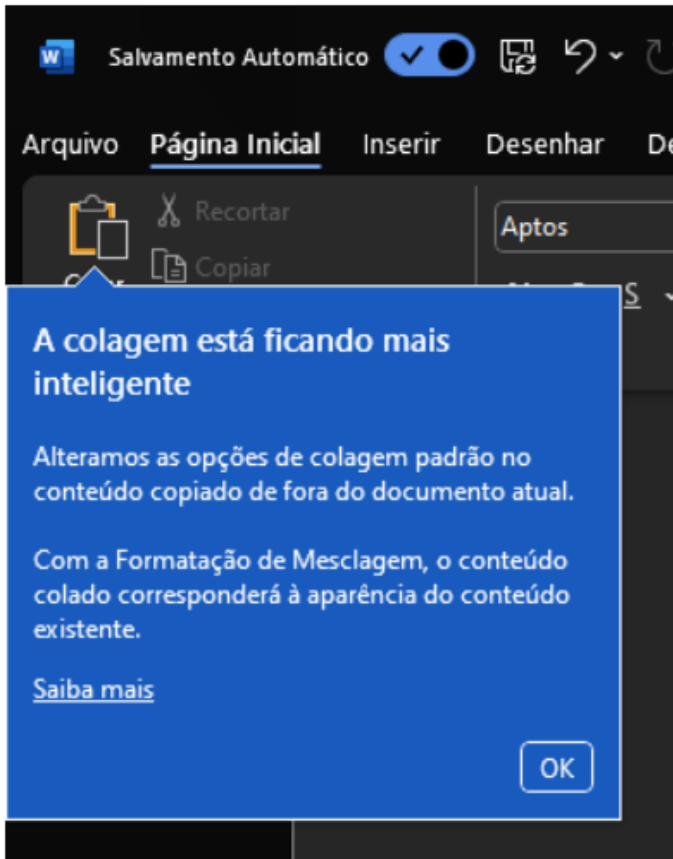 Salvamento Automático
Arquivo Página Inicial Inserir Desenhar
Recortar
Aptos
Copiar
S
A colagem está ficando mais
inteligente
Alteramos as opções de colagem padrão no
conteúdo copiado de fora do documento atual.
Com a Formatação de Mesclagem, o conteúdo
colado corresponderá à aparência do conteúdo
existente.
Saiba mais
OK